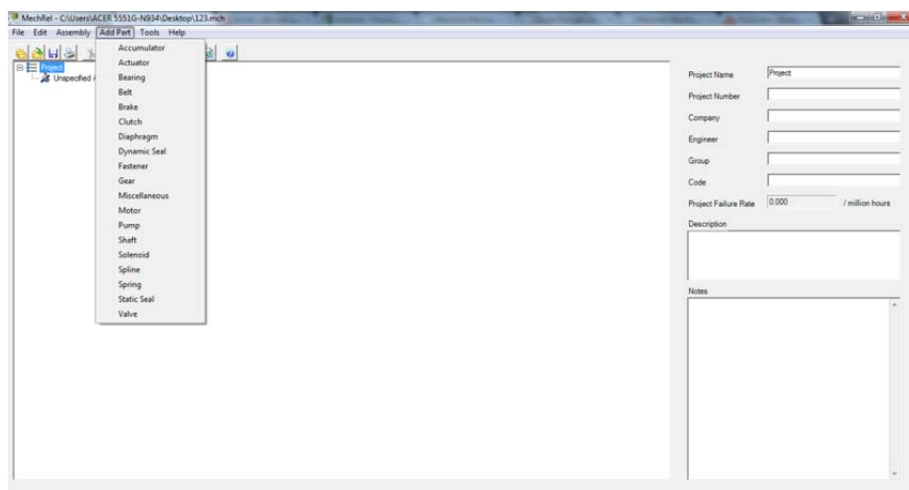 MechRel - C:\Users\ACER 5551G-N934\Desktop\123.mch
File Edit Assembly Add Part Tools Help
Accumulator
Actuator
Bearing
Belt
Brake
Clutch
Diaphragm
Dynamic Seal
Fastener
Gear
Miscellaneous
Motor
Pump
Shaft
Solenoid
Spline
Spring
Static Seal
Valve
Project
Unspecified
Project Name Project
Project Number
Company
Engineer
Group
Code
Project Failure Rate 0.000 / million hours
Description
Notes